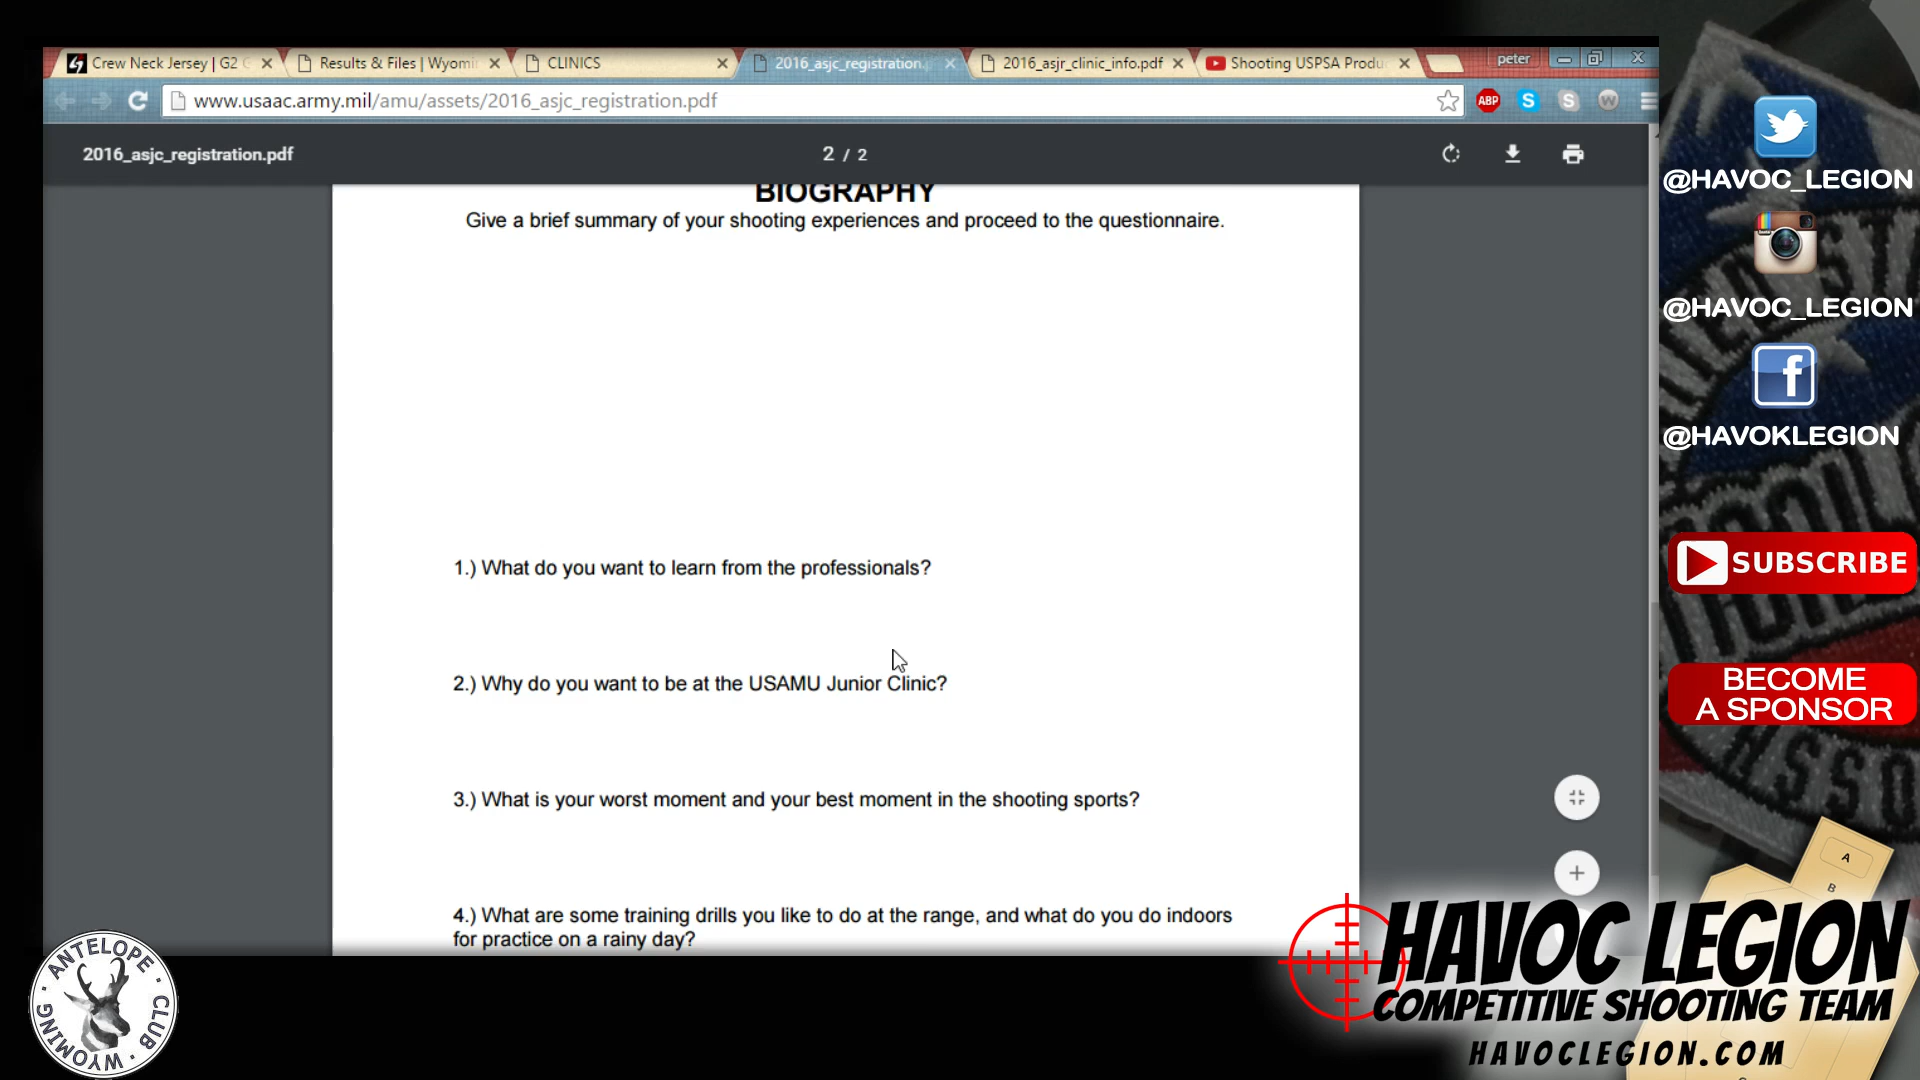 Crew Neck Jersey | G2 G
Results & Files | Wyomi
CLINICS
2016_asjc_registration.p
2016_asjr_clinic_info.pdf
Shooting USPSA Produ
peter
www.usaac.army.mil/amu/assets/2016_asjc_registration.pdf
ABP
S
S
W
2016_asjc_registration.pdf
2 / 2
BIOGRAPHY
Give a brief summary of your shooting experiences and proceed to the questionnaire.
1.) What do you want to learn from the professionals?
2.) Why do you want to be at the USAMU Junior Clinic?
3.) What is your worst moment and your best moment in the shooting sports?
4.) What are some training drills you like to do at the range, and what do you do indoors
for practice on a rainy day?
@HAVOC_LEGION
@HAVOC_LEGION
f
@HAVOKLEGION
SUBSCRIBE
BECOME
A SPONSOR
A
B
· ANTELOPE ·
CLUB
WYOMING
HAVOC LEGION
COMPETITIVE SHOOTING TEAM
HAVOCLEGION.COM